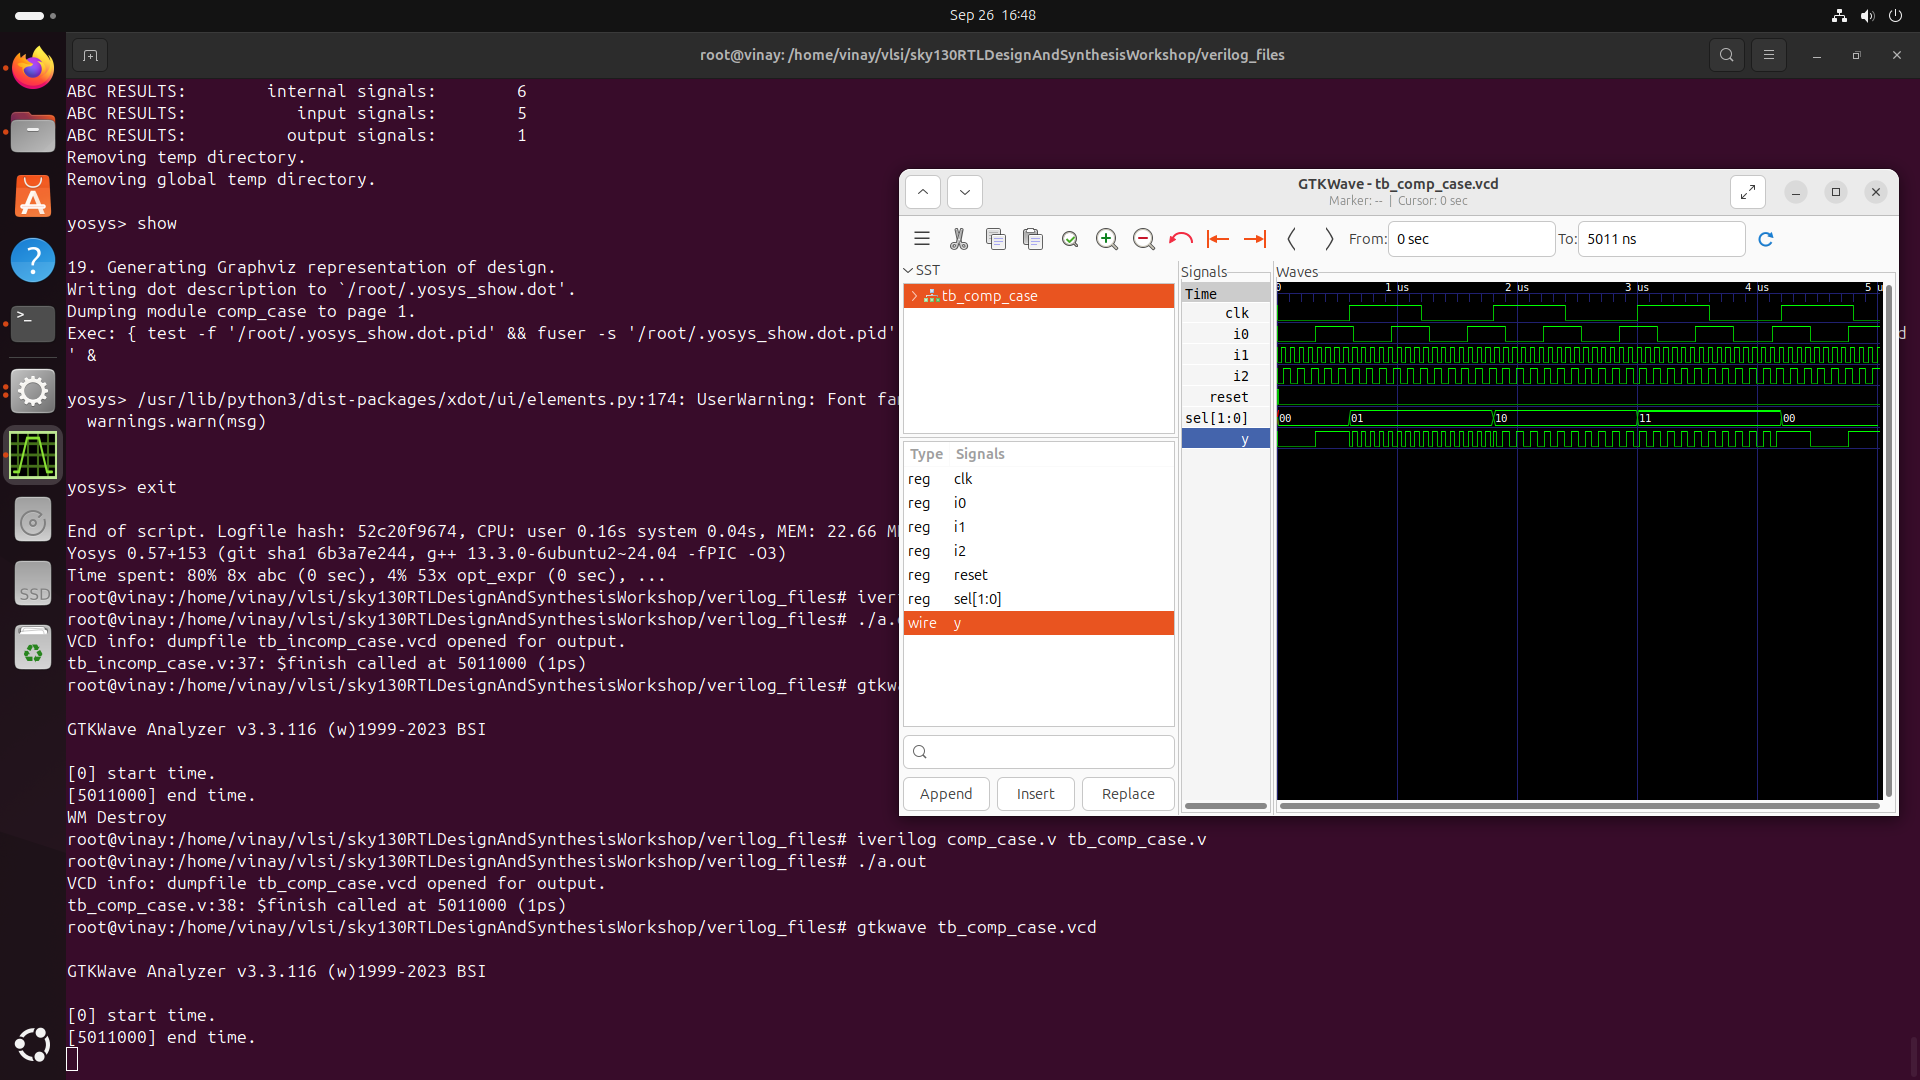 Sep 26 16:48
root@vinay: /home/vinay/vlsi/sky130RTLDesignAndSynthesisWorkshop/verilog_files
ABC RESULTS:        internal signals:        6
ABC RESULTS:           input signals:        5
ABC RESULTS:          output signals:        1
Removing temp directory.
Removing global temp directory.
yosys> show
19. Generating Graphviz representation of design.
Writing dot description to `/root/.yosys_show.dot'.
Dumping module comp_case to page 1.
Exec: { test -f '/root/.yosys_show.dot.pid' && fuser -s '/root/.yosys_show.dot.pid'
d
' &
yosys> /usr/lib/python3/dist-packages/xdot/ui/elements.py:174: UserWarning: Font fa
  warnings.warn(msg)
yosys> exit
End of script. Logfile hash: 52c20f9674, CPU: user 0.16s system 0.04s, MEM: 22.66 M
Yosys 0.57+153 (git sha1 6b3a7e244, g++ 13.3.0-6ubuntu2~24.04 -fPIC -O3)
Time spent: 80% 8x abc (0 sec), 4% 53x opt_expr (0 sec), ...
root@vinay:/home/vinay/vlsi/sky130RTLDesignAndSynthesisWorkshop/verilog_files# iver
root@vinay:/home/vinay/vlsi/sky130RTLDesignAndSynthesisWorkshop/verilog_files# ./a.
VCD info: dumpfile tb_incomp_case.vcd opened for output.
tb_incomp_case.v:37: $finish called at 5011000 (1ps)
root@vinay:/home/vinay/vlsi/sky130RTLDesignAndSynthesisWorkshop/verilog_files# gtkw
GTKWave Analyzer v3.3.116 (w)1999-2023 BSI
[0] start time.
[5011000] end time.
WM Destroy
root@vinay:/home/vinay/vlsi/sky130RTLDesignAndSynthesisWorkshop/verilog_files# iverilog comp_case.v tb_comp_case.v
root@vinay:/home/vinay/vlsi/sky130RTLDesignAndSynthesisWorkshop/verilog_files# ./a.out
VCD info: dumpfile tb_comp_case.vcd opened for output.
tb_comp_case.v:38: $finish called at 5011000 (1ps)
root@vinay:/home/vinay/vlsi/sky130RTLDesignAndSynthesisWorkshop/verilog_files# gtkwave tb_comp_case.vcd
GTKWave Analyzer v3.3.116 (w)1999-2023 BSI
[0] start time.
[5011000] end time.
GTKWave - tb_comp_case.vcd
Marker: -- | Cursor: 0 sec
From: 0 sec To: 5011 ns
SST
tb_comp_case
Type Signals
reg clk
reg i0
reg i1
reg i2
reg reset
reg sel[1:0]
wire y
Append Insert Replace
Signals
Time
clk
i0
i1
i2
reset
sel[1:0]
y
Waves
0 1 us 2 us 3 us 4 us 5 u
00 01 10 11 00
SSD